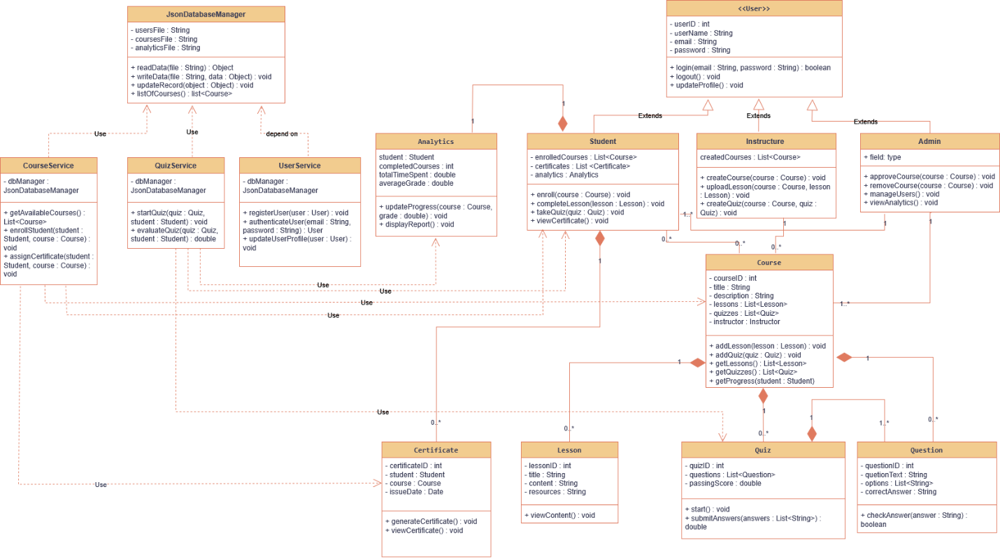 JsonDatabaseManager
- usersFile : String
- coursesFile : String
- analyticsFile : String
+ readData(file : String) : Object
+ writeData(file : String, data : Object) : void
+ updateRecord(object : Object) : void
+ listOfCourses() : list<Course>
<<User>>
- userID : int
- userName : String
- email : String
- password : String
+ login(email : String, password : String) : boolean
+ logout() : void
+ updateProfile() : void
Use
Use
depend on
1
1
Extends
Extends
Extends
CourseService
- dbManager :
JsonDatabaseManager
+ getAvailableCourses() :
List<Course>
+ enrollStudent(student :
Student, course : Course) :
void
+ assignCertificate(student :
Student, course : Course) :
void
QuizService
- dbManager :
JsonDatabaseManager
+ startQuiz(quiz : Quiz,
student : Student) : void
+ evaluateQuiz(quiz : Quiz,
student : Student) : double
UserService
- dbManager :
JsonDatabaseManager
+ registerUser(user : User) : void
+ authenticateUser(email : String,
password : String) : User
+ updateUserProfile(user : User) :
void
Analytics
student : Student
completedCourses : int
totalTimeSpent : double
averageGrade : double
+ updateProgress(course : Course,
grade : double) : void
+ displayReport() : void
Student
- enrolledCourses : List<Course>
- certificates : List <Certificate>
- analytics : Analytics
+ enroll(course : Course) : void
+ completeLesson(lesson : Lesson) : void
+ takeQuiz(quiz : Quiz) : void
+ viewCertificate() : void
Instructure
createdCourses : List<Course>
+ createCourse(course : Course) : void
+ uploadLesson(course : Course, lesson
: Lesson) : void
+ createQuiz(course : Course, quiz :
Quiz) : void
Admin
+ field: type
+ approveCourse(course : Course) : void
+ removeCourse(course : Course) : void
+ manageUsers() : void
+ viewAnalytics() : void
1..*
1
1
1
0..*
0..*
0..*
1
Use
Use
Use
Use
1..*
Course
- courseID : int
- title : String
- description : String
- lessons : List<Lesson>
- quizzes : List<Quiz>
- instructor : Instructor
+ addLesson(lesson : Lesson) : void
+ addQuiz(quiz : Quiz) : void
+ getLessons() : List<Lesson>
+ getQuizzes() : List<Quiz>
+ getProgress(student : Student)
1
1
1
1
Use
0..*
0..*
0..*
1..*
0..*
Use
Certificate
- certificateID : int
- student : Student
- course : Course
- issueDate : Date
+ generateCertificate() : void
+ viewCertificate() : void
Lesson
- lessonID : int
- title : String
- content : String
- resources : String
+ viewContent() : void
Quiz
- quizID : int
- questions : List<Question>
- passingScore : double
+ start() : void
+ submitAnswers(answers : List<String>) :
double
Question
- questionID : int
- quetionText : String
- options : List<String>
- correctAnswer : String
+ checkAnswer(answer : String) :
boolean